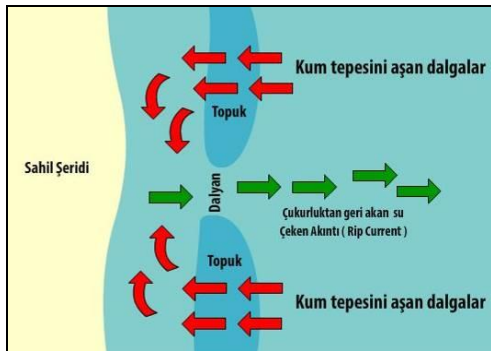 Kum tepesini aşan dalgalar
Topuk
Sahil Şeridi
Dalyan
Çukurluktan geri akan su
Çeken Akıntı ( Rip Current )
Topuk
Kum tepesini aşan dalgalar